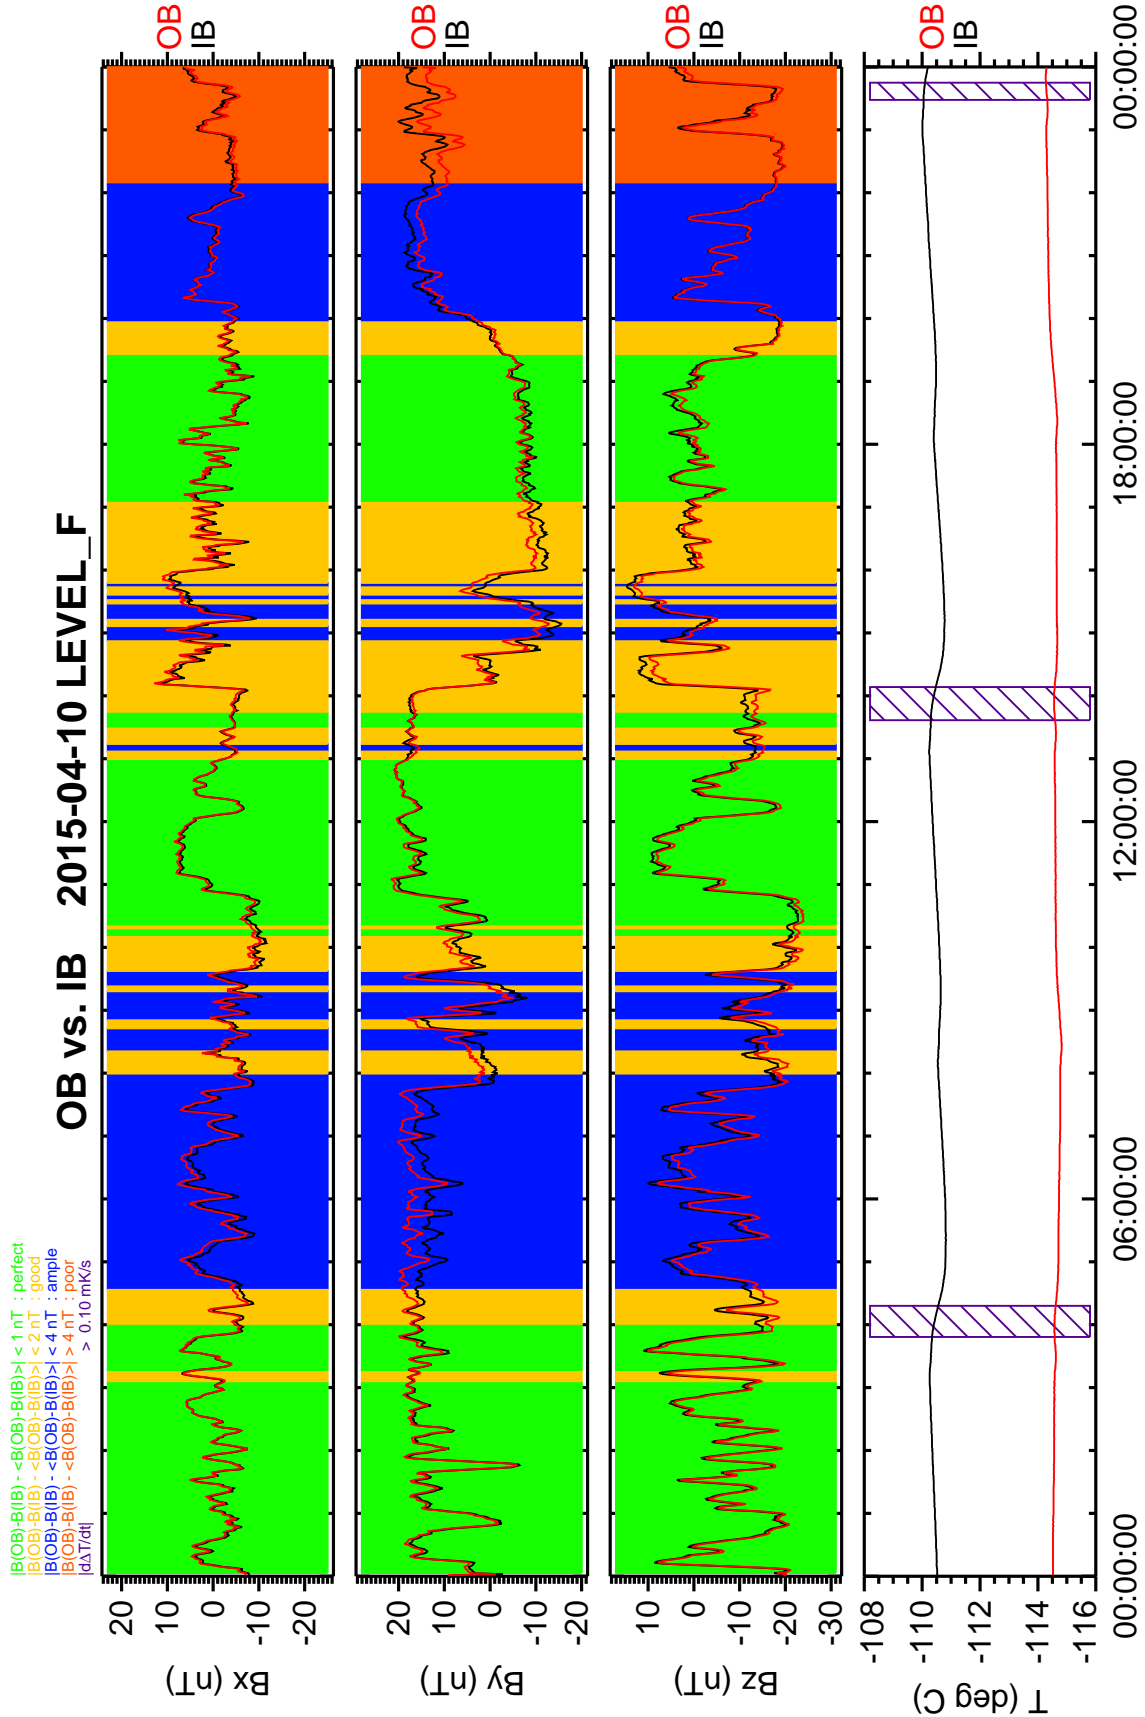 |B(OB)-B(IB) - <B(OB)-B(IB)>| < 1 nT : perfect
|B(OB)-B(IB) - <B(OB)-B(IB)>| < 2 nT : good
|B(OB)-B(IB) - <B(OB)-B(IB)>| < 4 nT : ample
|B(OB)-B(IB) - <B(OB)-B(IB)>| > 4 nT : poor
|dΔT/dt| > 0.10 mK/s
OB vs. IB 2015-04-10 LEVEL_F
Bx (nT)
20
10
0
-10
-20
OB
IB
By (nT)
20
10
0
-10
-20
OB
IB
Bz (nT)
10
0
-10
-20
-30
OB
IB
T (deg C)
-108
-110
-112
-114
-116
OB
IB
00:00:00
06:00:00
12:00:00
18:00:00
00:00:00